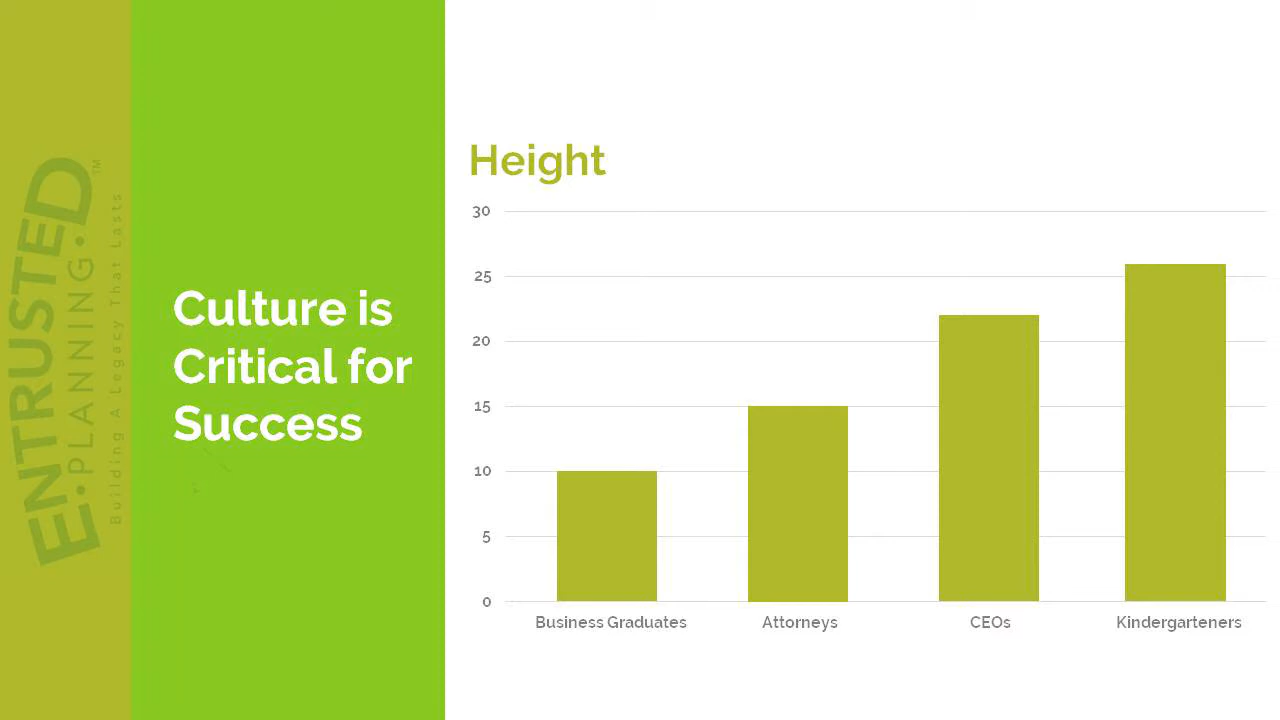 ENTRUSTED
•PLANNING•
TM
Building A Legacy That Lasts
Culture is
Critical for
Success
Height
30
25
20
15
10
5
0
Business Graduates
Attorneys
CEOs
Kindergarteners